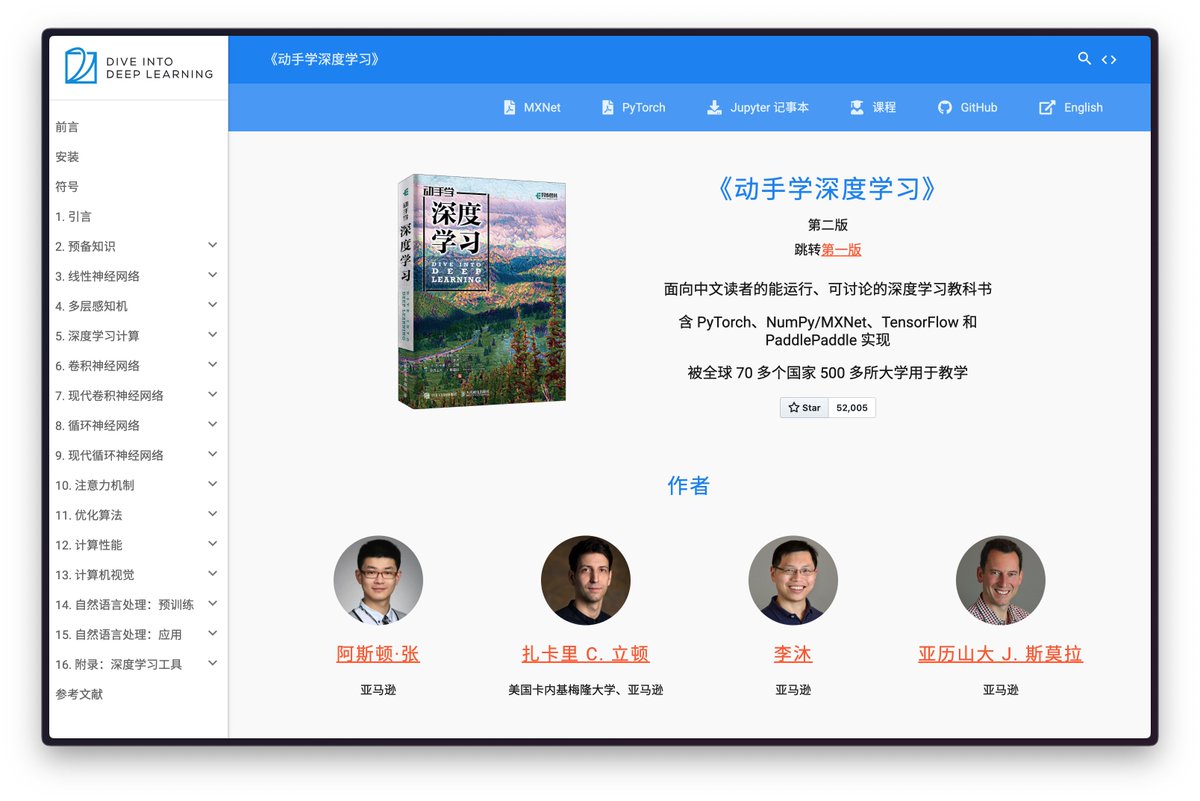 DIVE INTO
DEEP LEARNING
《动手学深度学习》
MXNet
PyTorch
Jupyter 记事本
课程
GitHub
English
前言
安装
符号
1. 引言
2. 预备知识
3. 线性神经网络
4. 多层感知机
5. 深度学习计算
6. 卷积神经网络
7. 现代卷积神经网络
8. 循环神经网络
9. 现代循环神经网络
10. 注意力机制
11. 优化算法
12. 计算性能
13. 计算机视觉
14. 自然语言处理：预训练
15. 自然语言处理：应用
16. 附录：深度学习工具
参考文献
动手学
深度
学习
DIVE INTO
DEEP
LEARNING
动手学
深度学习
《动手学深度学习》
第二版
跳转第一版
面向中文读者的能运行、可讨论的深度学习教科书
含 PyTorch、NumPy/MXNet、TensorFlow 和
PaddlePaddle 实现
被全球 70 多个国家 500 多所大学用于教学
Star
52,005
作者
阿斯顿·张
亚马逊
扎卡里 C. 立顿
美国卡内基梅隆大学、亚马逊
李沐
亚马逊
亚历山大 J. 斯莫拉
亚马逊